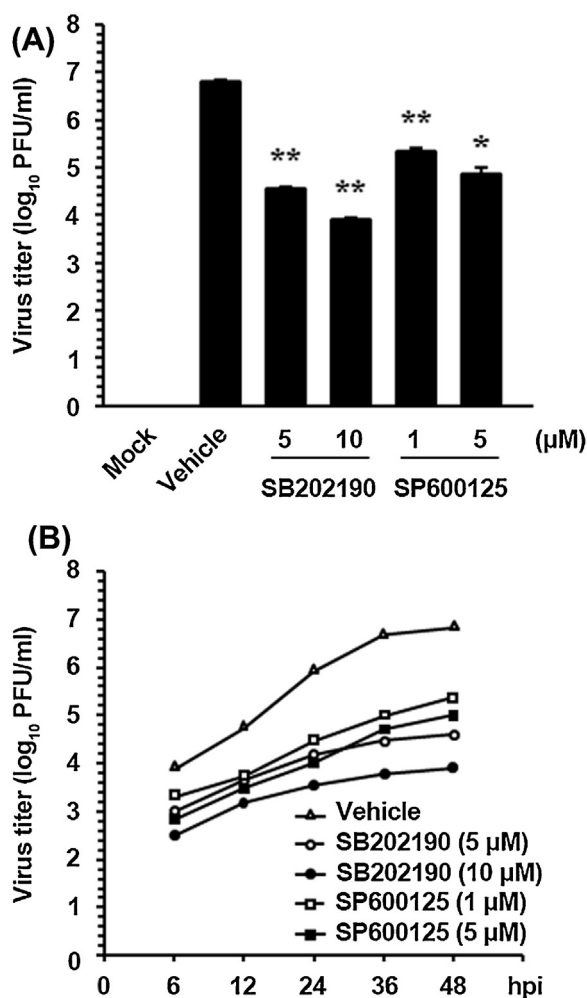 (A)
Virus titer (log10 PFU/ml)
8
7
6
5
4
3
2
1
0
** ** ** *
Mock Vehicle 5 10 1 5 (µM)
SB202190 SP600125
(B)
Virus titer (log10 PFU/ml)
8
7
6
5
4
3
2
1
0
Vehicle
SB202190 (5 µM)
SB202190 (10 µM)
SP600125 (1 µM)
SP600125 (5 µM)
0 6 12 24 36 48 hpi